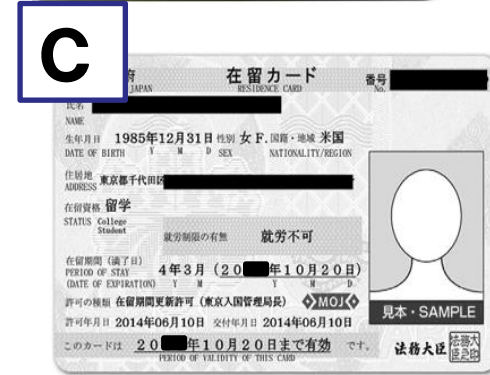 C
府 在留カード 番号
JAPAN RESIDENCE CARD No.
氏名
NAME
生年月日 1985年12月31日 性別 女 F. 国籍・地域 米国
DATE OF BIRTH Y M D SEX NATIONALITY/REGION
住居地 東京都千代田区
ADDRESS
在留資格 留学
STATUS College
Student
就労制限の有無 就労不可
在留期間(満了日)
PERIOD OF STAY 4年3月(20 年10月20日)
(DATE OF EXPIRATION) Y M Y M D
許可の種類 在留期間更新許可(東京入国管理局長) MOJ
見本・SAMPLE
許可年月日 2014年06月10日 交付年月日 2014年06月10日
このカードは 20 年10月20日まで有効 です。 法務大臣
PERIOD OF VALIDITY OF THIS CARD